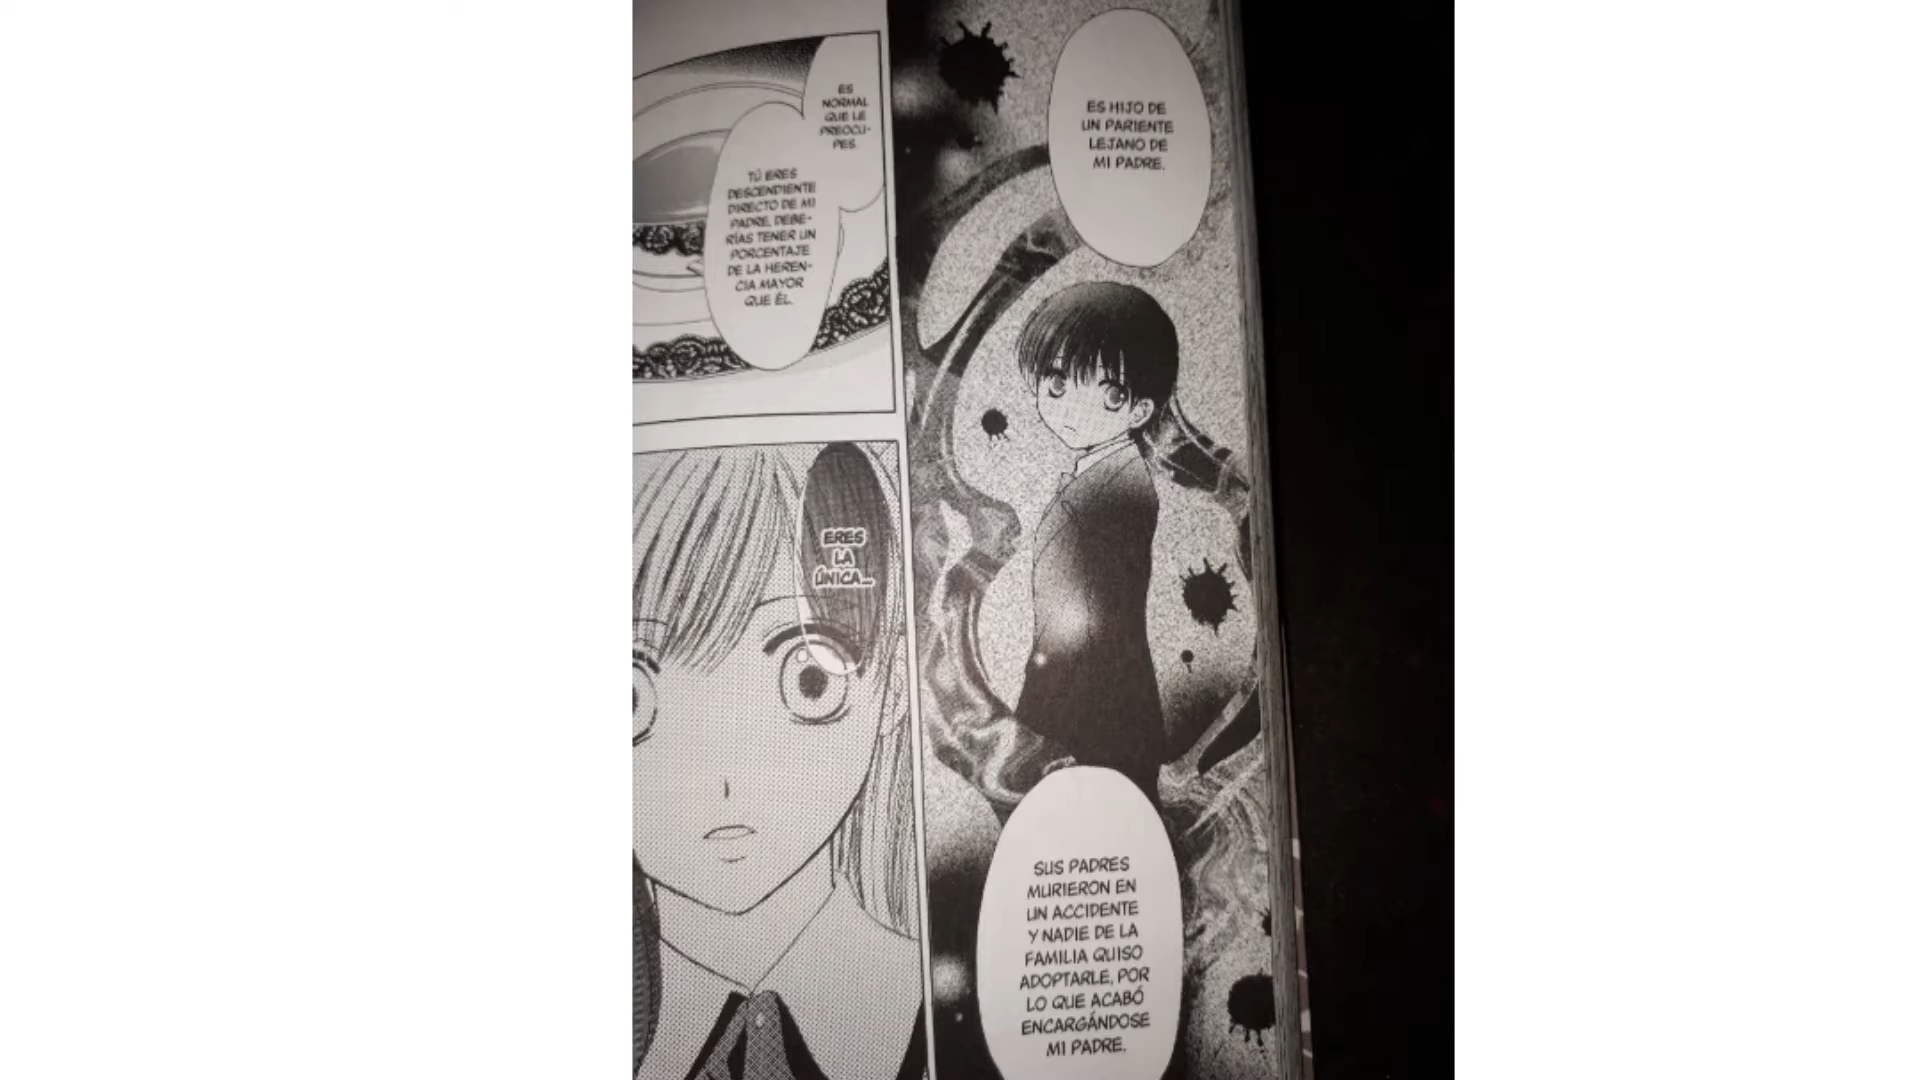 ES HIJO DE
UN PARIENTE
LEJANO DE
MI PADRE.
SUS PADRES
MURIERON EN
UN ACCIDENTE
Y NADIE DE LA
FAMILIA QUISO
ADOPTARLE, POR
LO QUE ACABÓ
ENCARGÁNDOSE
MI PADRE.
ES
NORMAL
QUE LE
PREOCU-
PES.
TÚ ERES
DESCENDIENTE
DIRECTO DE MI
PADRE, DEBE-
RÍAS TENER UN
PORCENTAJE
DE LA HEREN-
CIA MAYOR
QUE ÉL.
ERES
LA
ÚNICA...